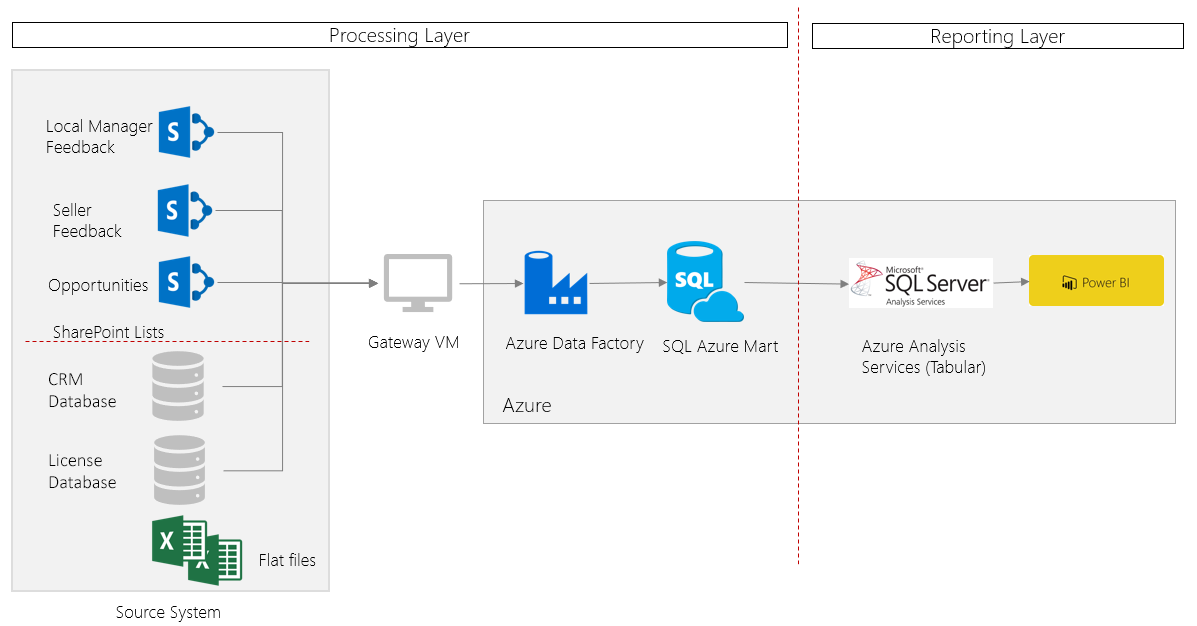 Processing Layer
Reporting Layer
Local Manager
Feedback
S
Seller
Feedback
S
Opportunities
S
SharePoint Lists
CRM
Database
License
Database
X
X
Flat files
Source System
Gateway VM
Azure Data Factory
SQL
SQL Azure Mart
Azure
Microsoft®
SQL Server®
Analysis Services
Azure Analysis
Services (Tabular)
Power BI